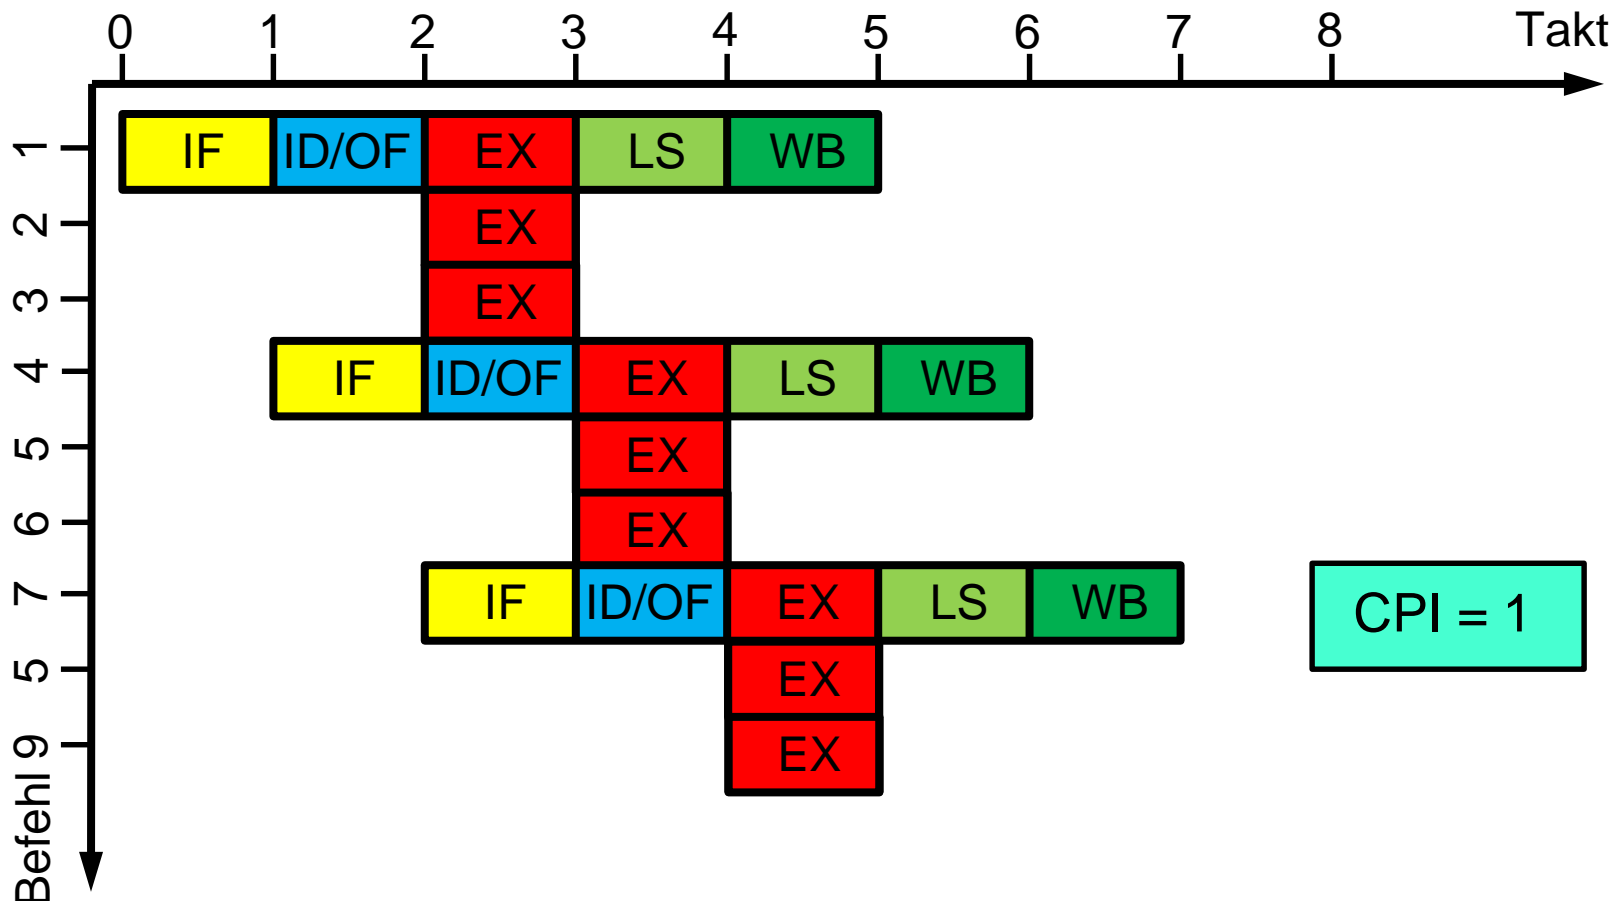 0 1 2 3 4 5 6 7 8 Takt
1 IF ID/OF EX LS WB
2 EX
3 EX
4 IF ID/OF EX LS WB
5 EX
6 EX
7 IF ID/OF EX LS WB
CPI = 1
5 EX
9 EX
Befehl